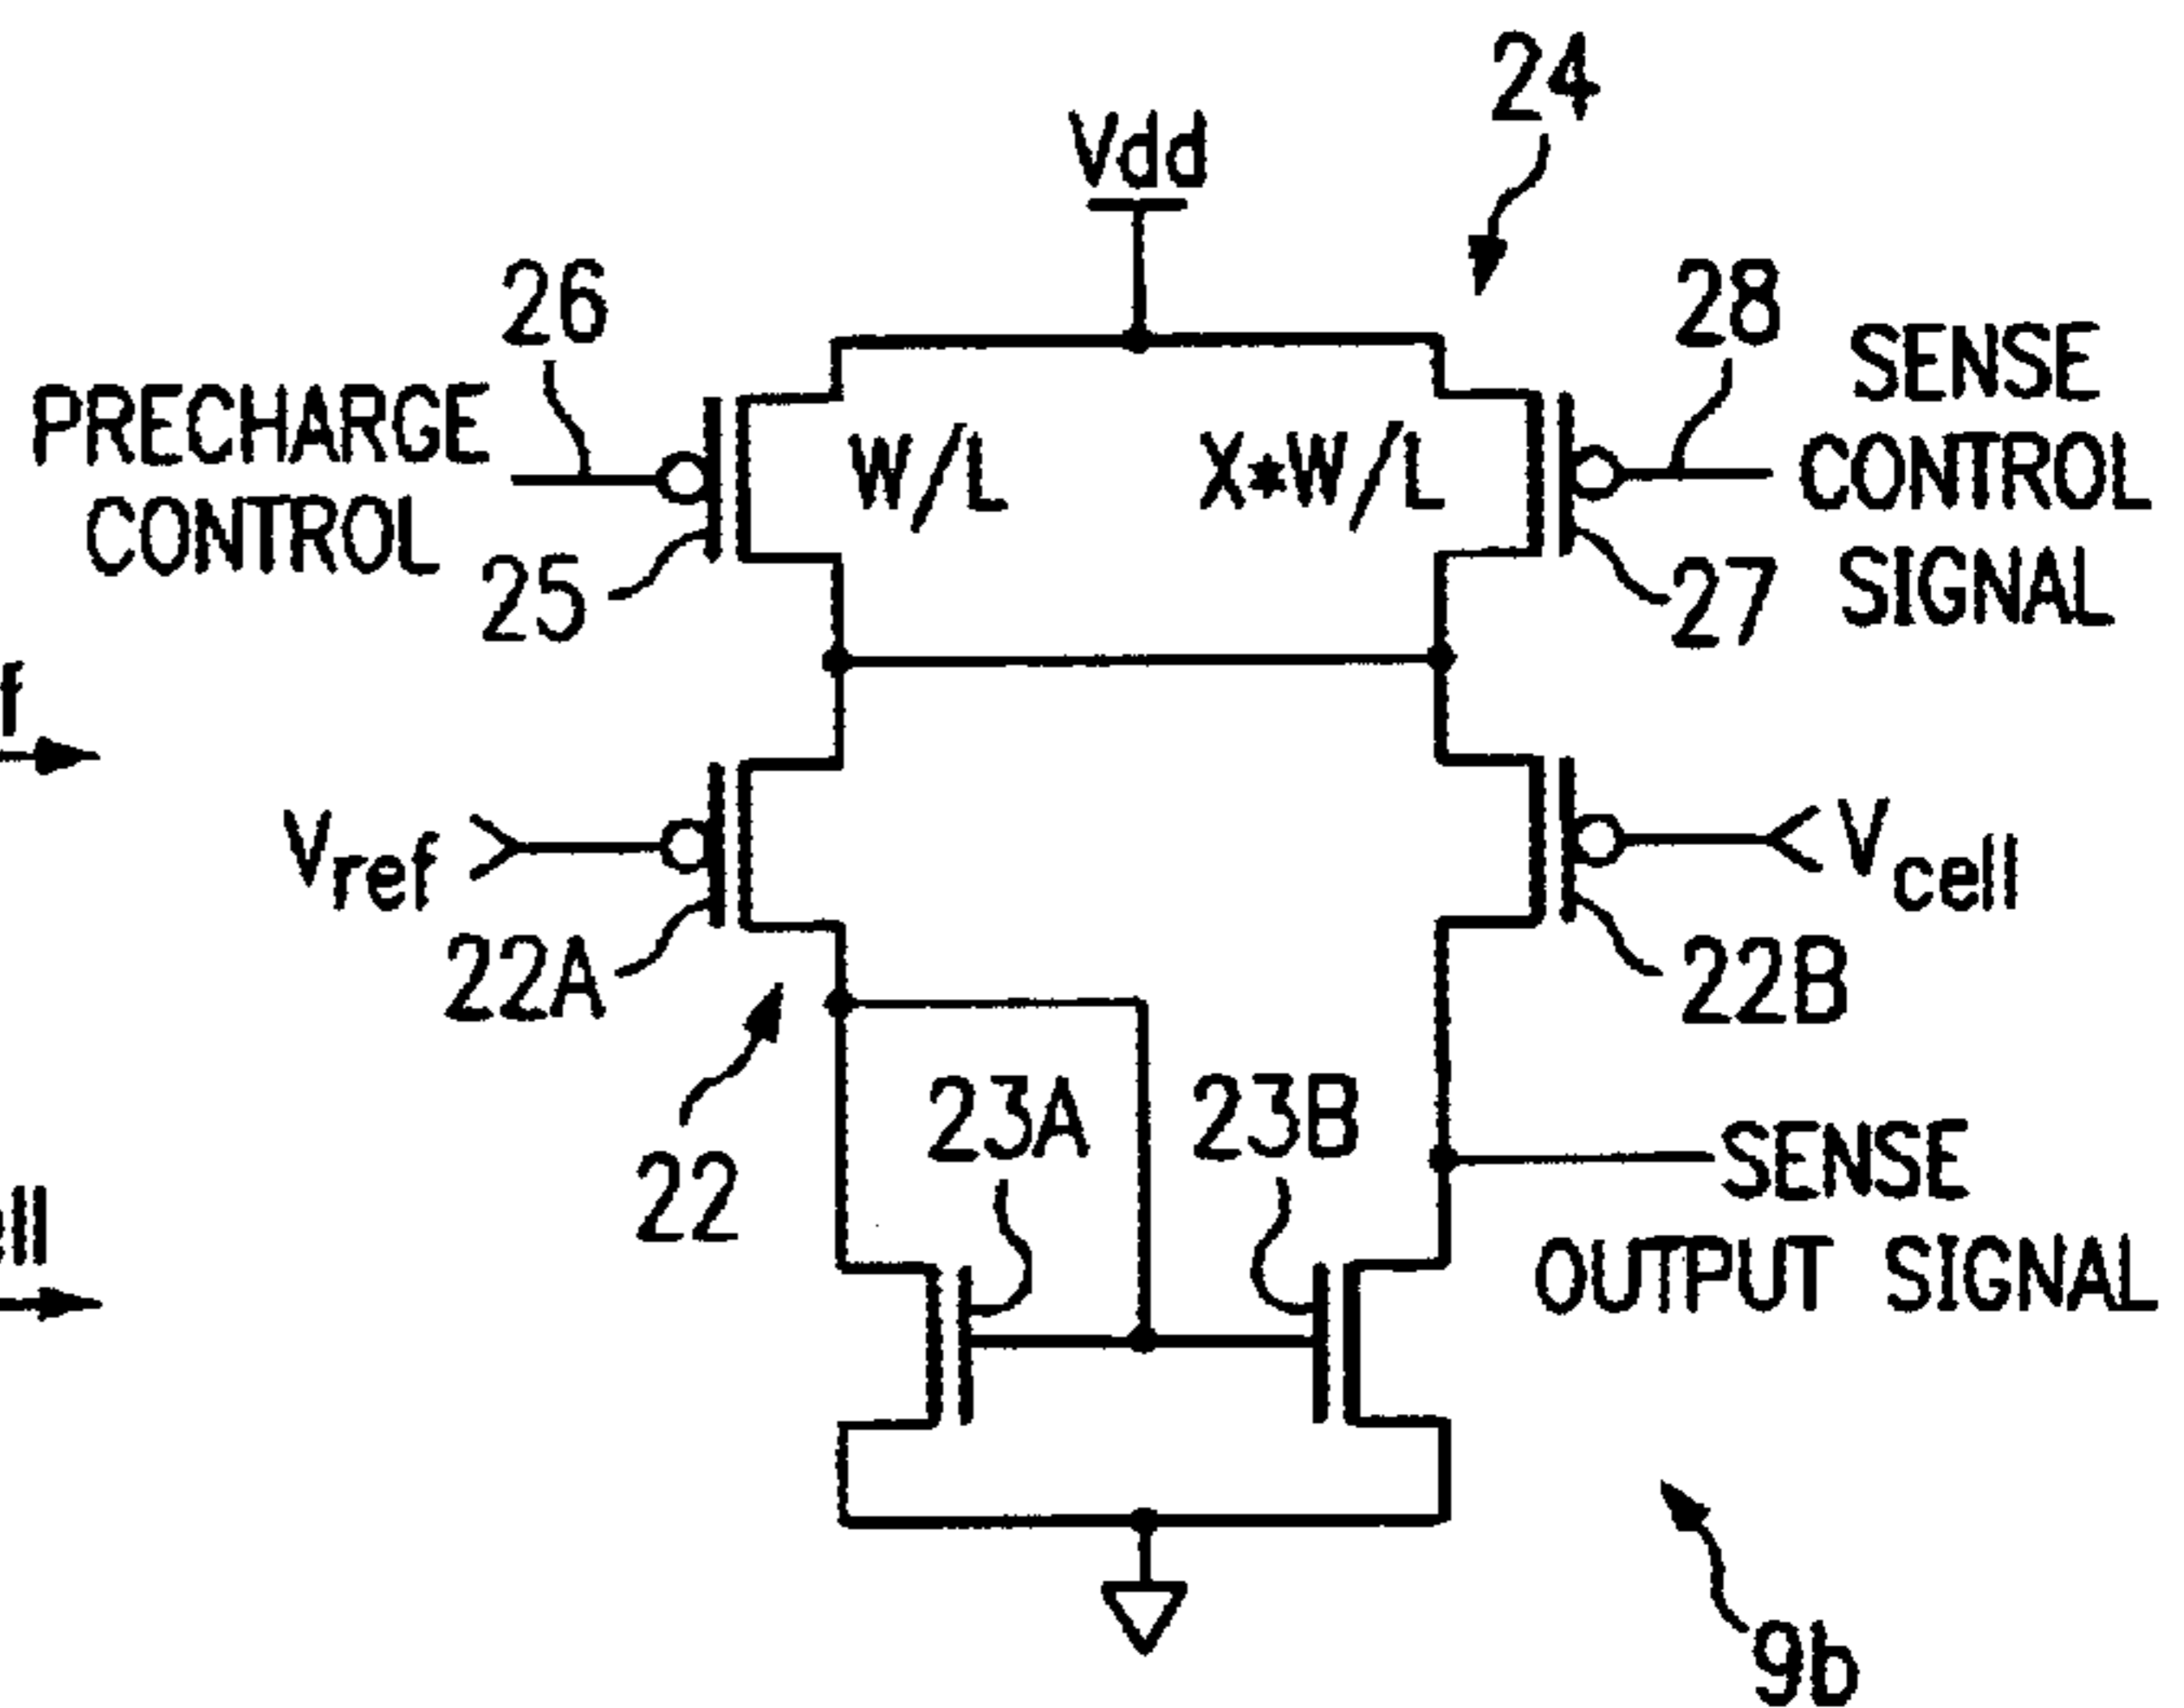 24
Vdd
26
28
PRECHARGE
CONTROL
W/L
X*W/L
SENSE
CONTROL
SIGNAL
25
27
f
Vref
Vcell
22A
22B
22
23A
23B
SENSE
OUTPUT SIGNAL
ell
9b